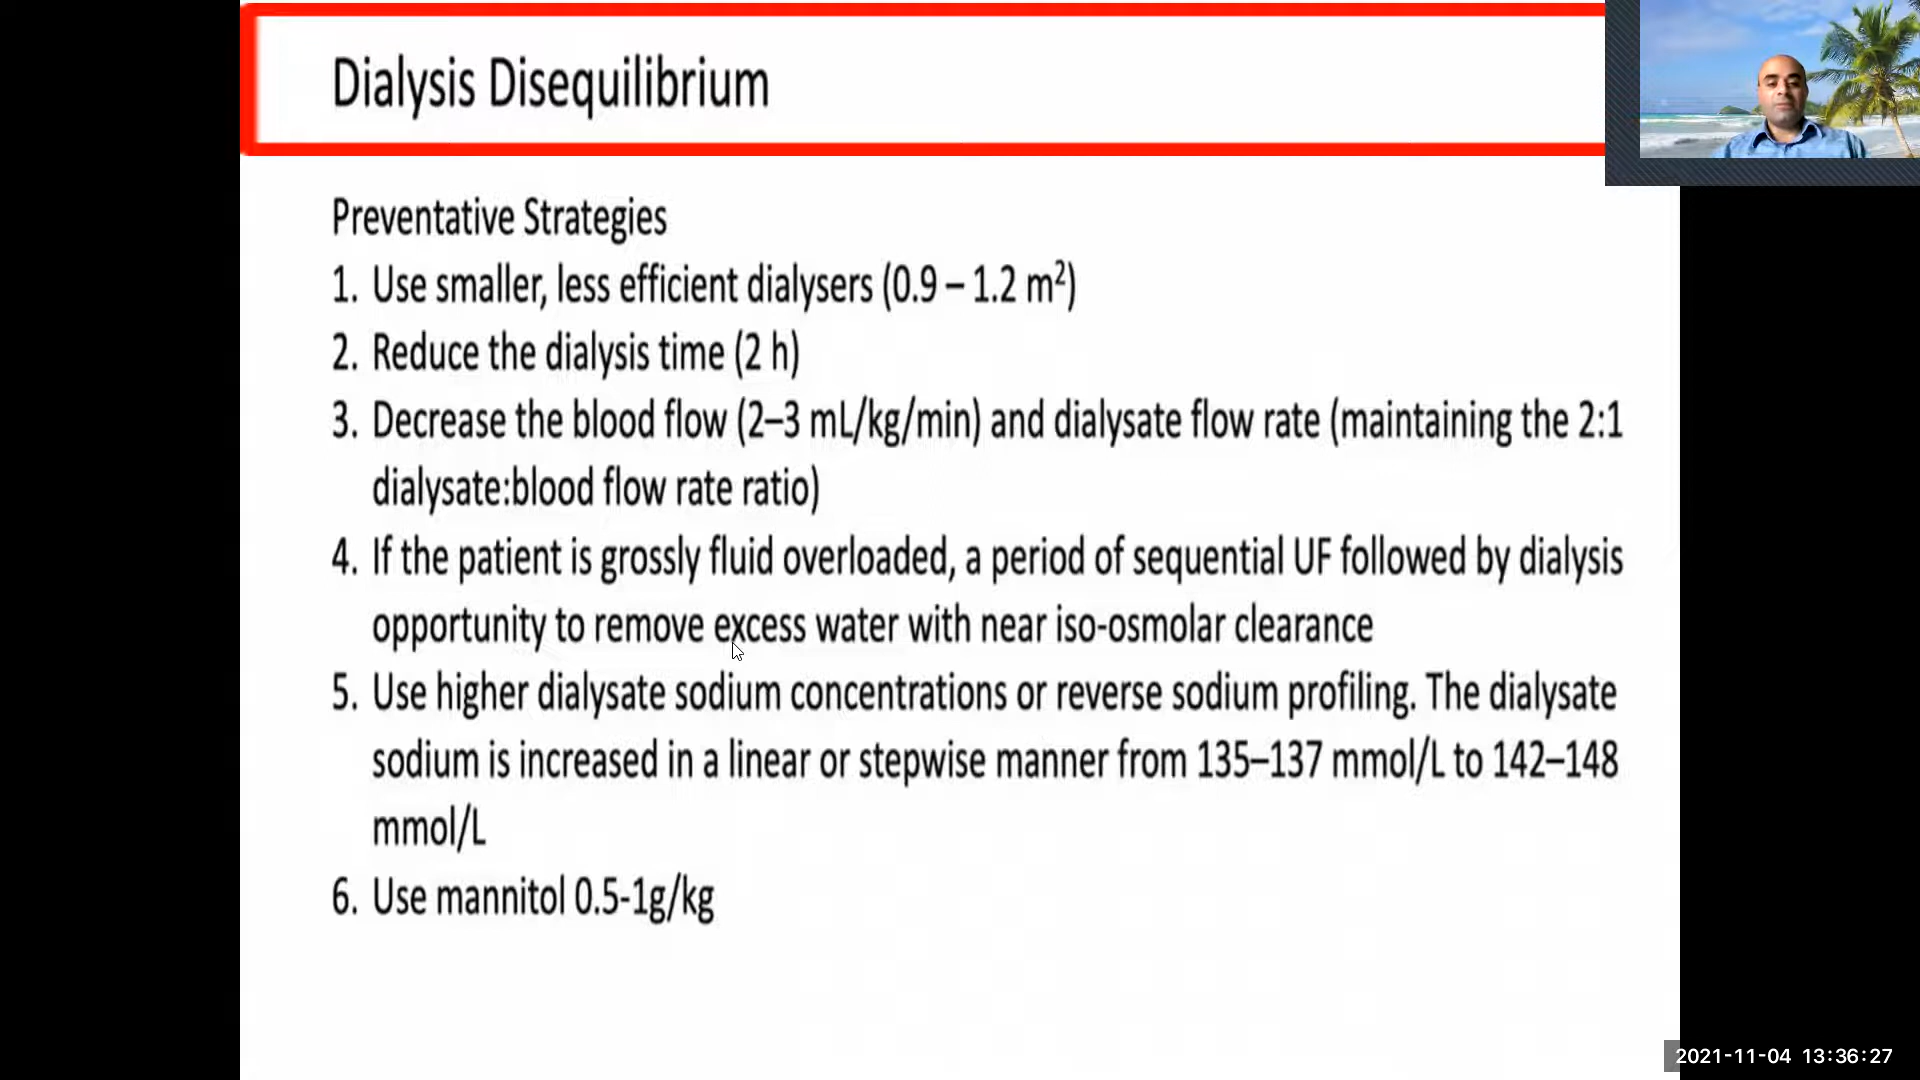 Dialysis Disequilibrium
Preventative Strategies
1. Use smaller, less efficient dialysers (0.9 – 1.2 m²)
2. Reduce the dialysis time (2 h)
3. Decrease the blood flow (2–3 mL/kg/min) and dialysate flow rate (maintaining the 2:1
dialysate:blood flow rate ratio)
4. If the patient is grossly fluid overloaded, a period of sequential UF followed by dialysis
opportunity to remove excess water with near iso-osmolar clearance
5. Use higher dialysate sodium concentrations or reverse sodium profiling. The dialysate
sodium is increased in a linear or stepwise manner from 135–137 mmol/L to 142–148
mmol/L
6. Use mannitol 0.5-1g/kg
2021-11-04 13:36:27